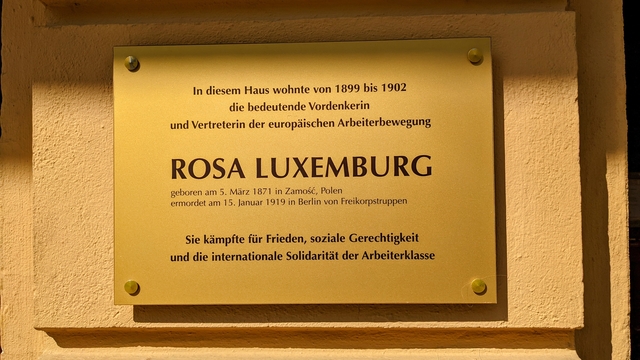 In diesem Haus wohnte von 1899 bis 1902
die bedeutende Vordenkerin
und Vertreterin der europäischen Arbeiterbewegung
ROSA LUXEMBURG
geboren am 5. März 1871 in Zamość, Polen
ermordet am 15. Januar 1919 in Berlin von Freikorpstruppen
Sie kämpfte für Frieden, soziale Gerechtigkeit
und die internationale Solidarität der Arbeiterklasse